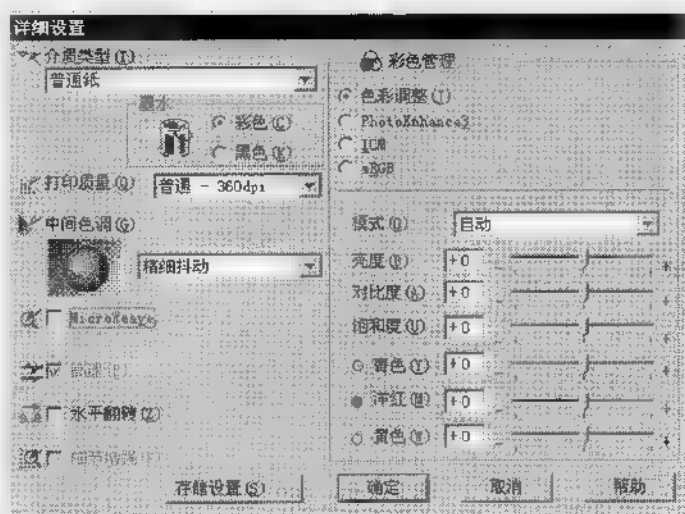 详细设置
介质类型(T)
普通纸
墨水
彩色(C)
黑色(K)
打印质量(Q)
普通 - 360dpi
中间色调(G)
精细抖动
MicroWeave
高速(P)
水平翻转(Z)
存储设置(S)
彩色管理
色彩调整(I)
PhotoEnhance3
ICM
sRGB
模式(O)
自动
亮度(R)
+0
对比度(A)
+0
饱和度(U)
+0
青色(Y)
+0
洋红(M)
+0
黄色(W)
+0
确定
取消
帮助